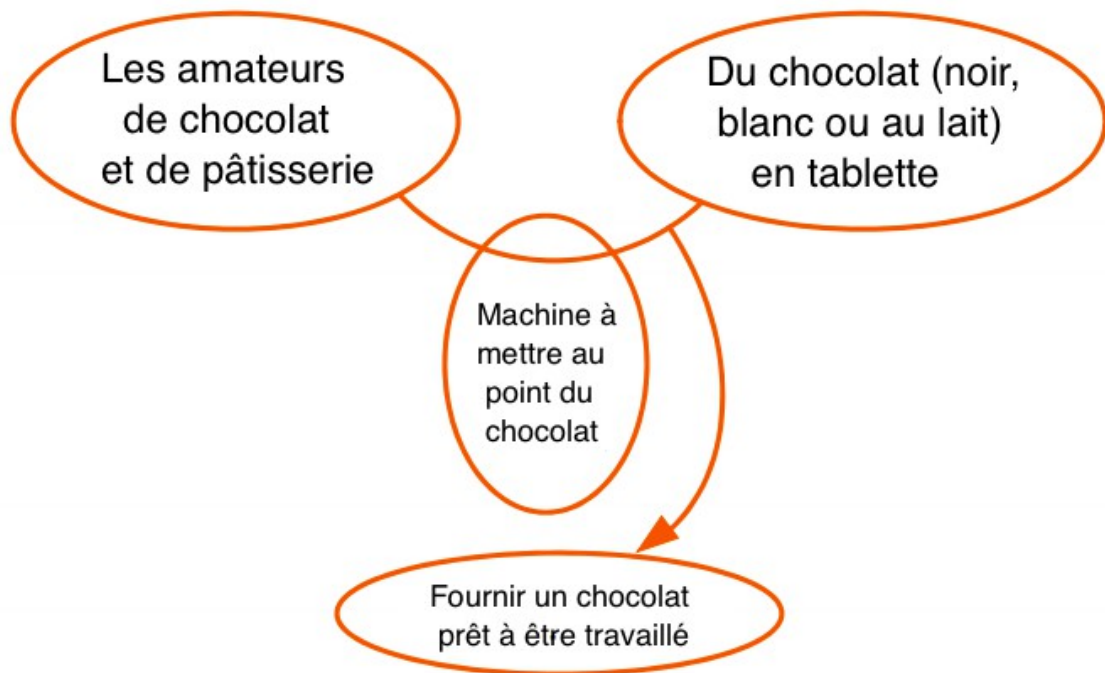 Les amateurs
de chocolat
et de pâtisserie
Du chocolat (noir,
blanc ou au lait)
en tablette
Machine à
mettre au
point du
chocolat
Fournir un chocolat
prêt à être travaillé